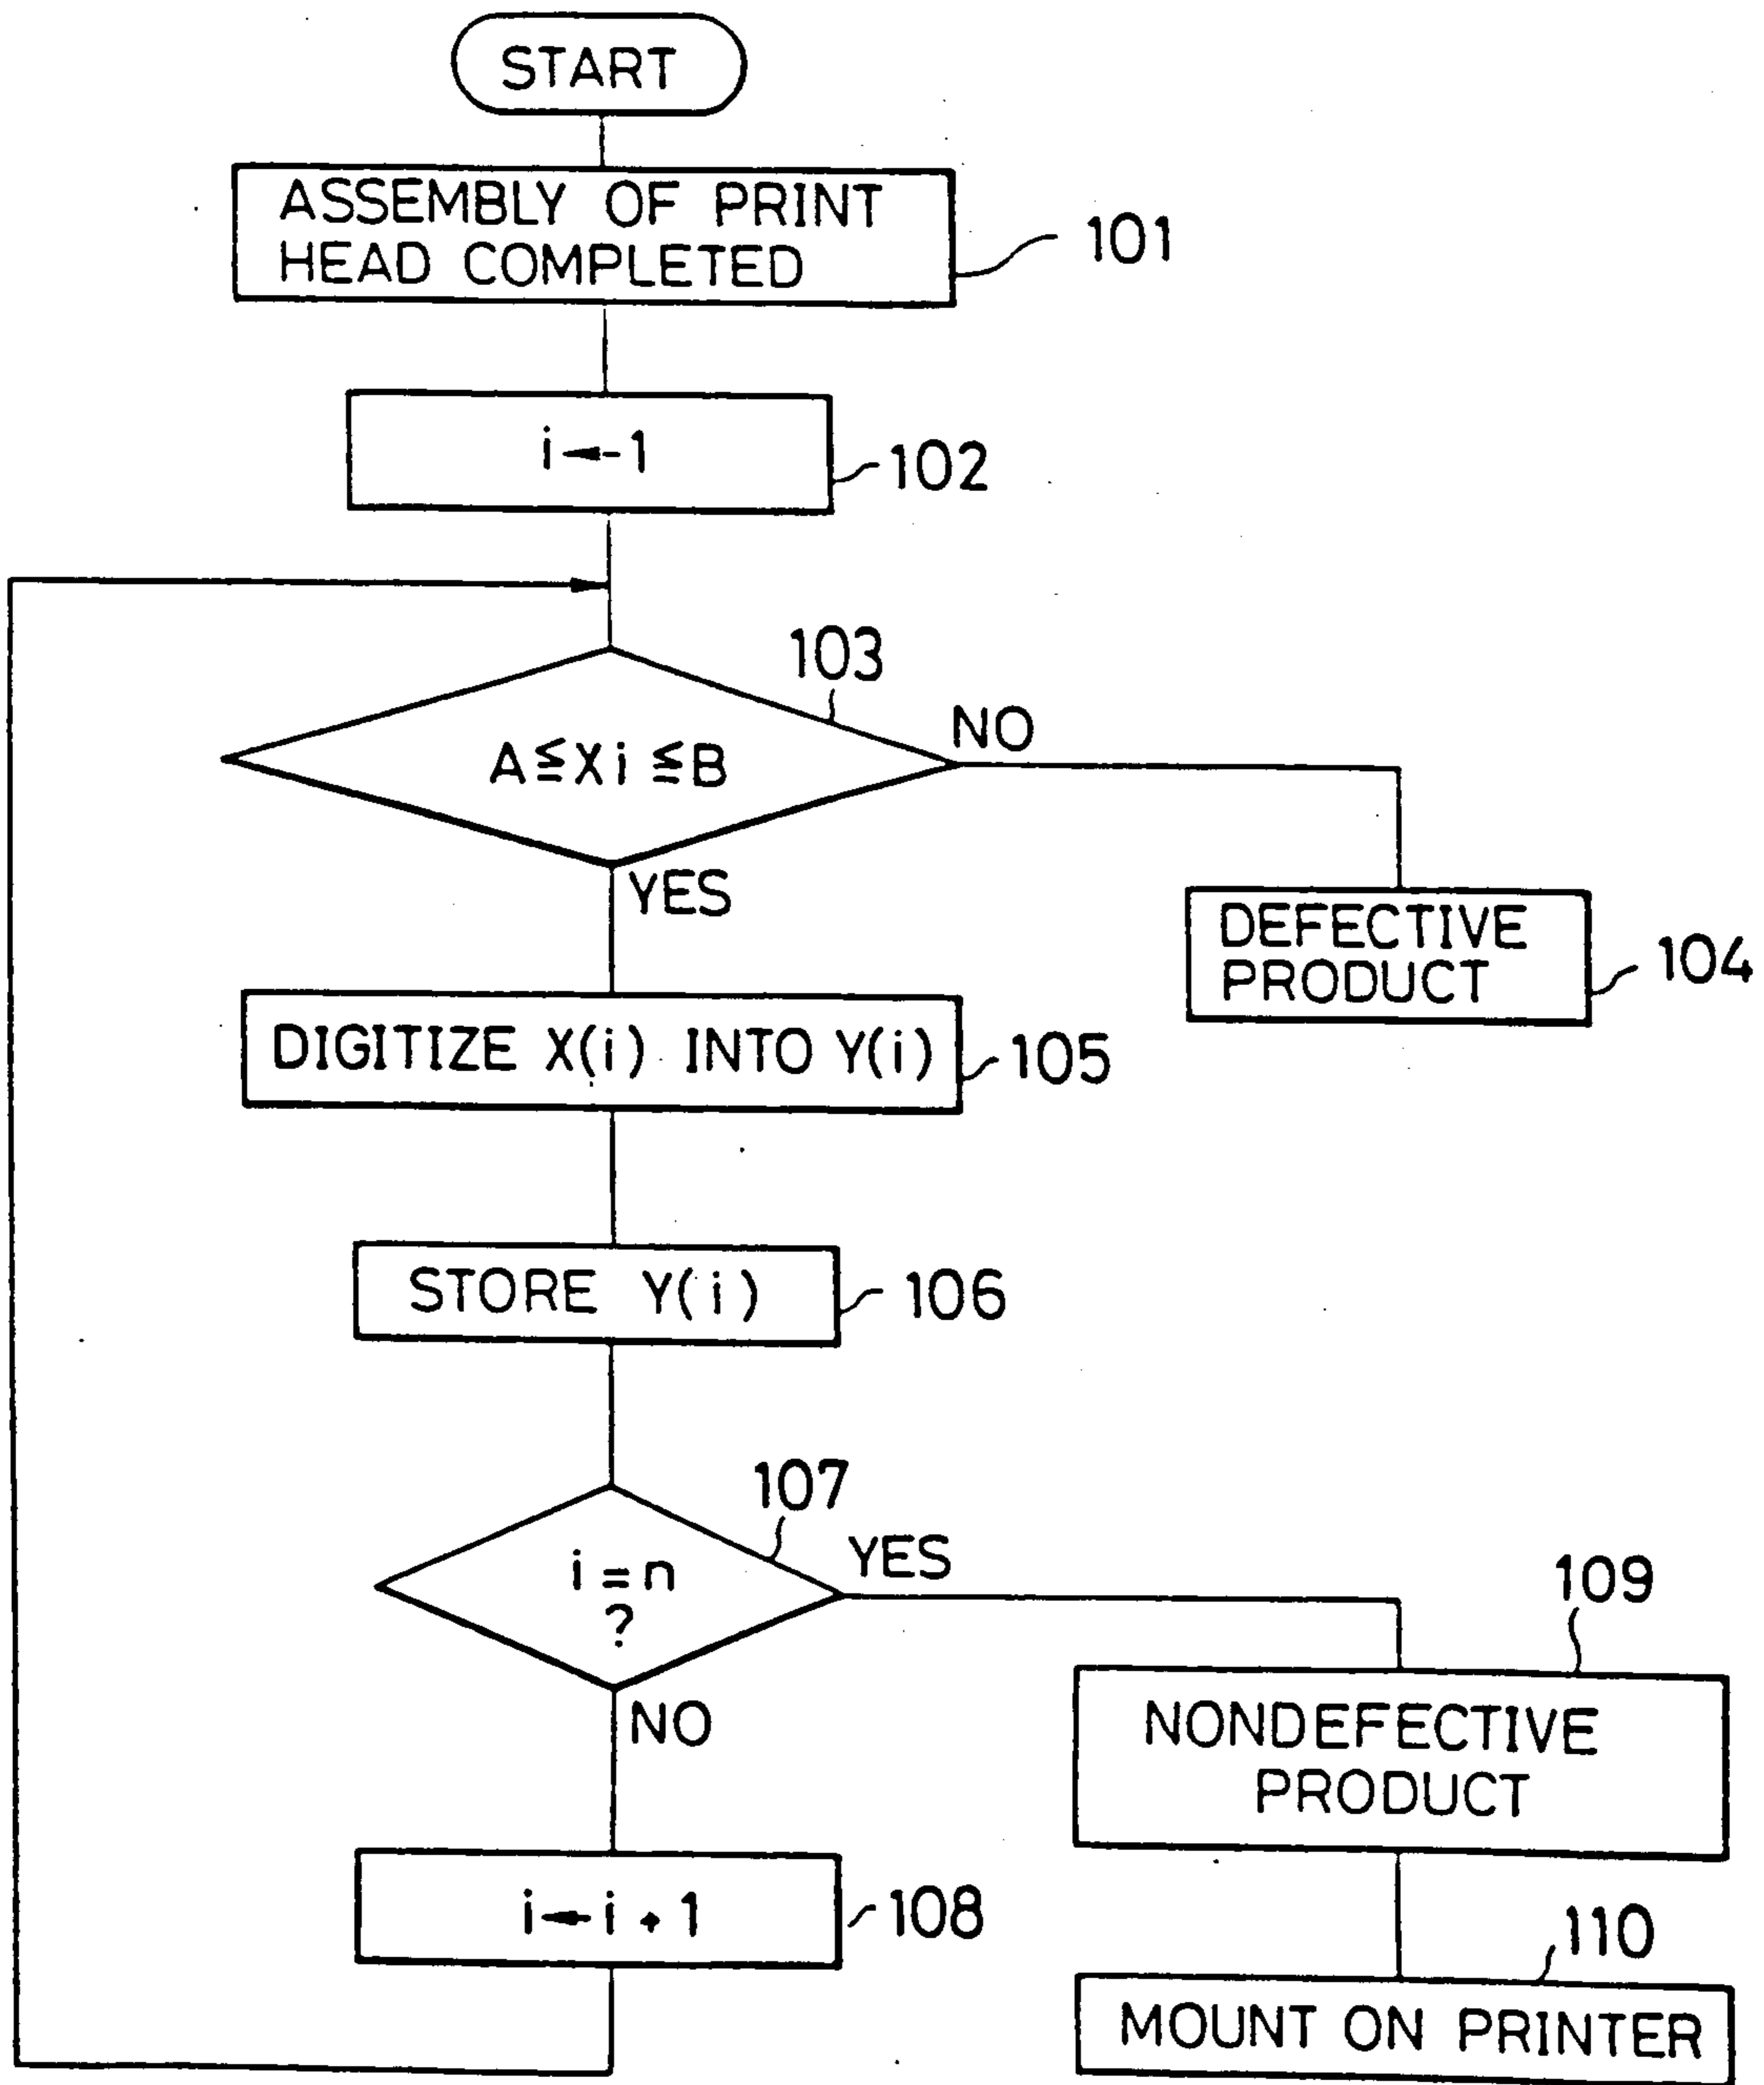 START
ASSEMBLY OF PRINT
HEAD COMPLETED
101
i ← 1
102
103
A ≦ Xi ≦ B
NO
YES
DEFECTIVE
PRODUCT
104
DIGITIZE X(i) INTO Y(i)
105
STORE Y(i)
106
107
i = n
?
YES
NO
109
NONDEFECTIVE
PRODUCT
i ← i + 1
108
110
MOUNT ON PRINTER